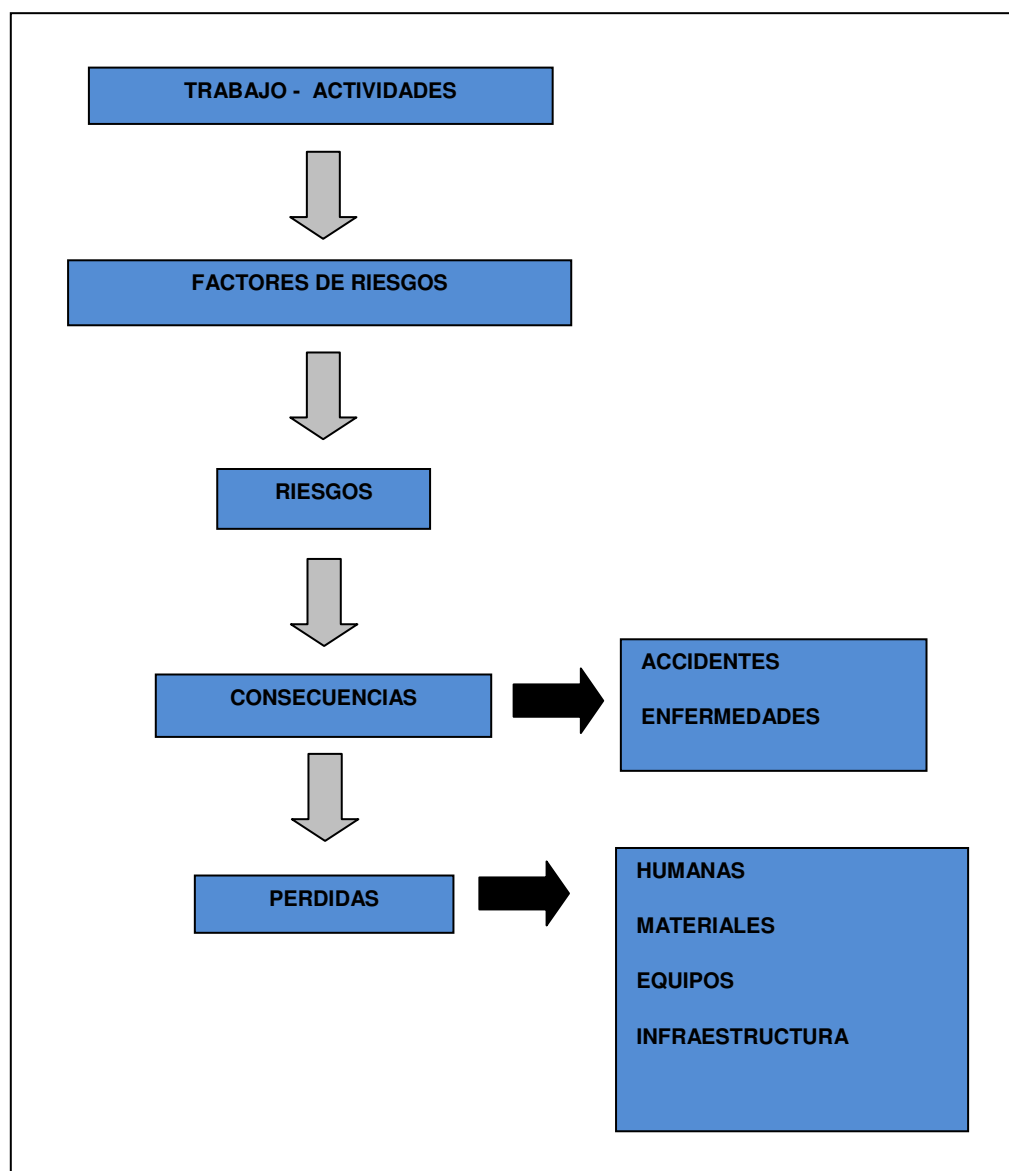 TRABAJO - ACTIVIDADES
FACTORES DE RIESGOS
RIESGOS
CONSECUENCIAS
ACCIDENTES
ENFERMEDADES
PERDIDAS
HUMANAS
MATERIALES
EQUIPOS
INFRAESTRUCTURA